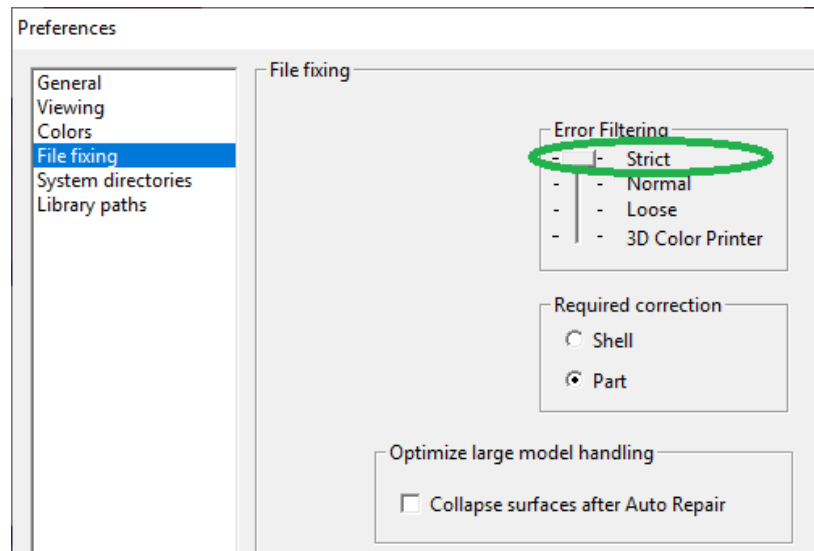 Preferences
General
Viewing
Colors
File fixing
System directories
Library paths
File fixing
Error Filtering
Strict
Normal
Loose
3D Color Printer
Required correction
Shell
Part
Optimize large model handling
Collapse surfaces after Auto Repair